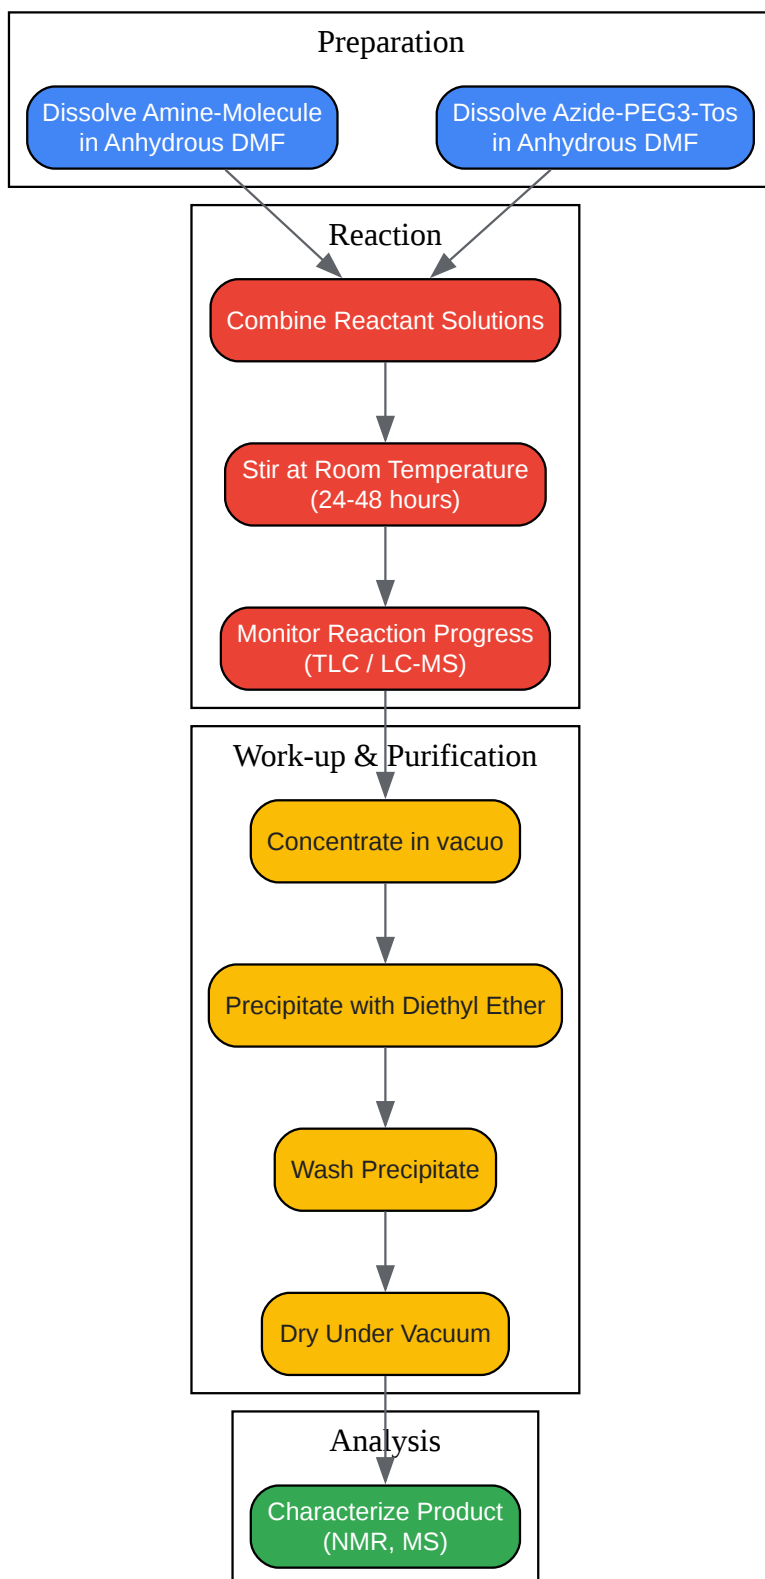 Preparation
Dissolve Amine-Molecule
in Anhydrous DMF
Dissolve Azide-PEG3-Tos
in Anhydrous DMF
Reaction
Combine Reactant Solutions
Stir at Room Temperature
(24-48 hours)
Monitor Reaction Progress
(TLC / LC-MS)
Work-up & Purification
Concentrate in vacuo
Precipitate with Diethyl Ether
Wash Precipitate
Dry Under Vacuum
Analysis
Characterize Product
(NMR, MS)